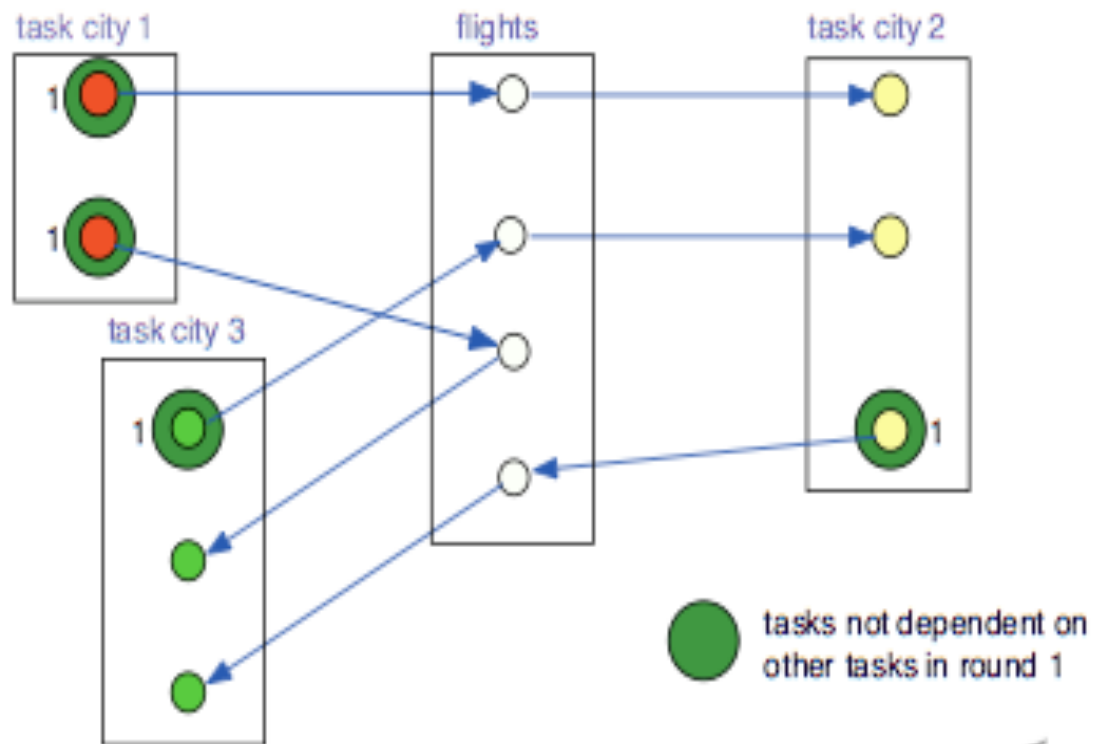 task city 1
flights
task city 2
1
1
task city 3
1
1
tasks not dependent on
other tasks in round 1